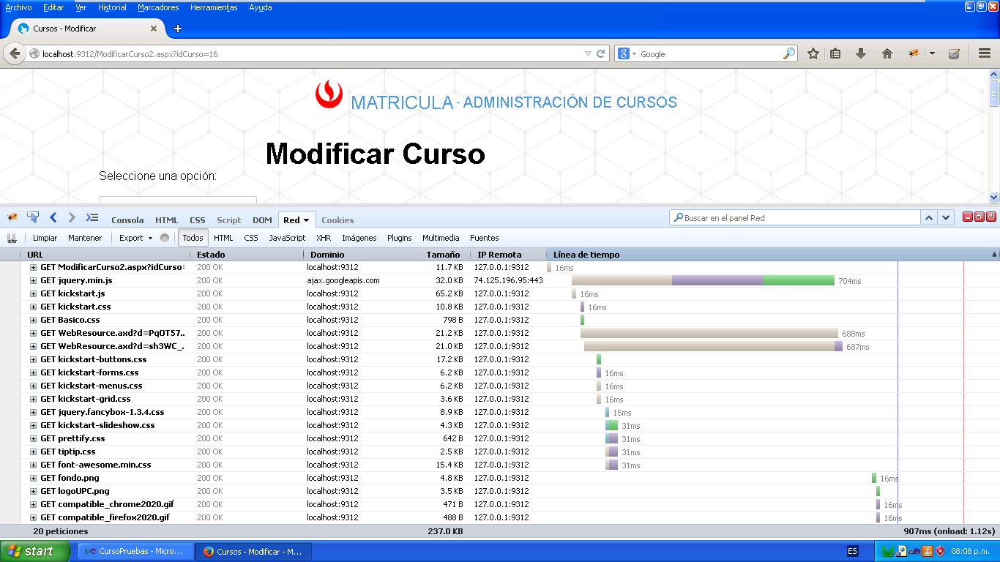 Archivo Editar Ver Historial Marcadores Herramientas Ayuda
Cursos - Modificar
localhost:9312/ModificarCurso2.aspx?idCurso=16
Google
MATRICULA - ADMINISTRACIÓN DE CURSOS
Modificar Curso
Seleccione una opción:
Consola HTML CSS Script DOM Red Cookies
Buscar en el panel Red
xhr Limpiar Mantener Export Todos HTML CSS JavaScript XHR Imágenes Plugins Multimedia Fuentes
URL Estado Dominio Tamaño IP Remota Línea de tiempo
GET ModificarCurso2.aspx?idCurso= 200 OK localhost:9312 11.7 KB 127.0.0.1:9312 16ms
GET jquery.min.js 200 OK ajax.googleapis.com 32.0 KB 74.125.196.95:443 704ms
GET kickstart.js 200 OK localhost:9312 65.2 KB 127.0.0.1:9312 16ms
GET kickstart.css 200 OK localhost:9312 10.8 KB 127.0.0.1:9312 16ms
GET Basico.css 200 OK localhost:9312 798 B 127.0.0.1:9312
GET WebResource.axd?d=PqOT57.. 200 OK localhost:9312 21.2 KB 127.0.0.1:9312 688ms
GET WebResource.axd?d=sh3WC_. 200 OK localhost:9312 21.0 KB 127.0.0.1:9312 687ms
GET kickstart-buttons.css 200 OK localhost:9312 17.2 KB 127.0.0.1:9312
GET kickstart-forms.css 200 OK localhost:9312 6.2 KB 127.0.0.1:9312 16ms
GET kickstart-menus.css 200 OK localhost:9312 6.2 KB 127.0.0.1:9312 16ms
GET kickstart-grid.css 200 OK localhost:9312 3.6 KB 127.0.0.1:9312 16ms
GET jquery.fancybox-1.3.4.css 200 OK localhost:9312 8.9 KB 127.0.0.1:9312 15ms
GET kickstart-slideshow.css 200 OK localhost:9312 4.3 KB 127.0.0.1:9312 31ms
GET prettify.css 200 OK localhost:9312 642 B 127.0.0.1:9312 31ms
GET tiptip.css 200 OK localhost:9312 2.5 KB 127.0.0.1:9312 31ms
GET font-awesome.min.css 200 OK localhost:9312 15.4 KB 127.0.0.1:9312 31ms
GET fondo.png 200 OK localhost:9312 4.8 KB 127.0.0.1:9312 16ms
GET logoUPC.png 200 OK localhost:9312 3.5 KB 127.0.0.1:9312
GET compatible_chrome2020.gif 200 OK localhost:9312 471 B 127.0.0.1:9312 16ms
GET compatible_firefox2020.gif 200 OK localhost:9312 488 B 127.0.0.1:9312 16ms
20 peticiones 237.0 KB 907ms (onload: 1.12s)
start CursoPruebas - Micro... Cursos - Modificar - M... ES 08:08 p.m.